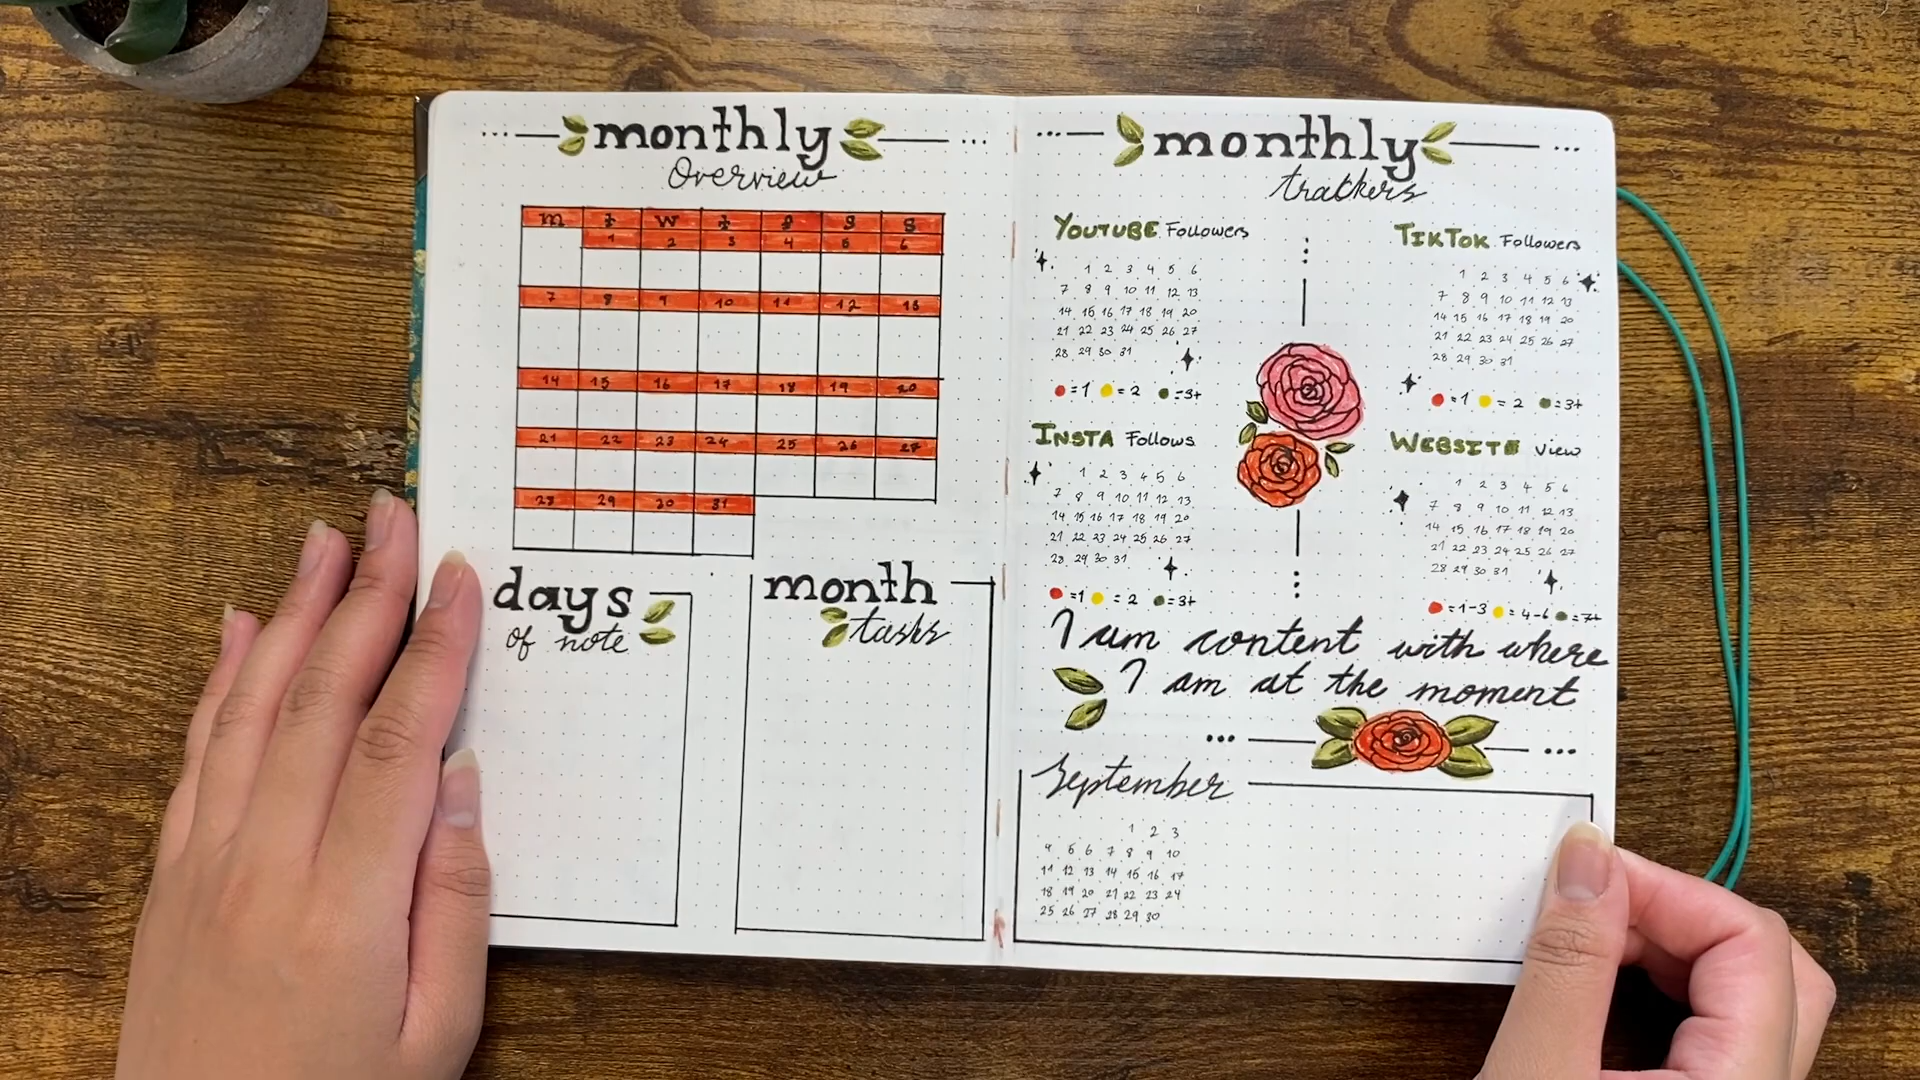 monthly
Overview
m t w t f s s
1 2 3 4 5 6
7 8 9 10 11 12 13
14 15 16 17 18 19 20
21 22 23 24 25 26 27
28 29 30 31
days
of note
month
tasks
monthly
trackers
YOUTUBE Followers
1 2 3 4 5 6
7 8 9 10 11 12 13
14 15 16 17 18 19 20
21 22 23 24 25 26 27
28 29 30 31
=1 =2 =3+
TIKTOK Followers
1 2 3 4 5 6
7 8 9 10 11 12 13
14 15 16 17 18 19 20
21 22 23 24 25 26 27
28 29 30 31
=1 =2 =3+
INSTA Follows
1 2 3 4 5 6
7 8 9 10 11 12 13
14 15 16 17 18 19 20
21 22 23 24 25 26 27
28 29 30 31
=1 =2 =3+
WEBSITE View
1 2 3 4 5 6
7 8 9 10 11 12 13
14 15 16 17 18 19 20
21 22 23 24 25 26 27
28 29 30 31
=1-3 =4-6 =7+
I am content with where
I am at the moment
September
1 2 3
4 5 6 7 8 9 10
11 12 13 14 15 16 17
18 19 20 21 22 23 24
25 26 27 28 29 30